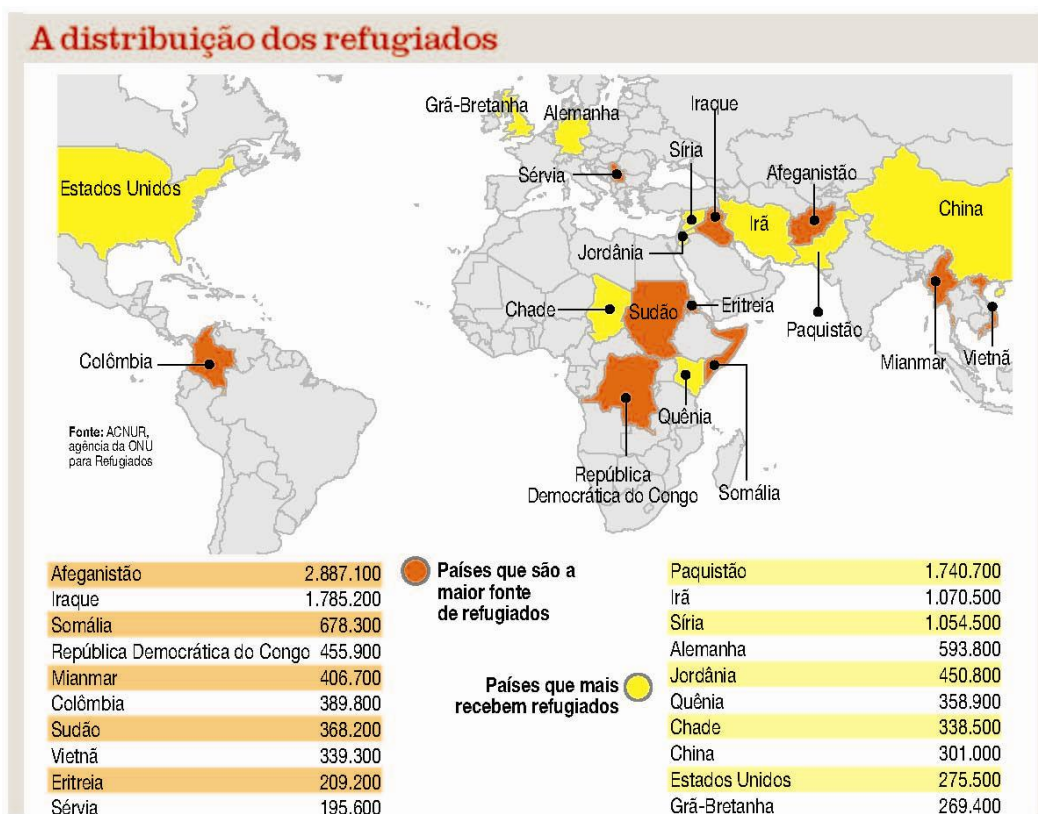 A distribuição dos refugiados
Grã-Bretanha
Alemanha
Iraque
Síria
Estados Unidos
Sérvia
Afeganistão
Irã
China
Jordânia
Chade
Sudão
Eritreia
Paquistão
Mianmar
Vietnã
Colômbia
Quênia
Fonte: ACNUR,
agência da ONU
para Refugiados
República
Democrática do Congo
Somália
Afeganistão 2.887.100
Iraque 1.785.200
Somália 678.300
República Democrática do Congo 455.900
Mianmar 406.700
Colômbia 389.800
Sudão 368.200
Vietnã 339.300
Eritreia 209.200
Sérvia 195.600
Países que são a
maior fonte
de refugiados
Países que mais
recebem refugiados
Paquistão 1.740.700
Irã 1.070.500
Síria 1.054.500
Alemanha 593.800
Jordânia 450.800
Quênia 358.900
Chade 338.500
China 301.000
Estados Unidos 275.500
Grã-Bretanha 269.400